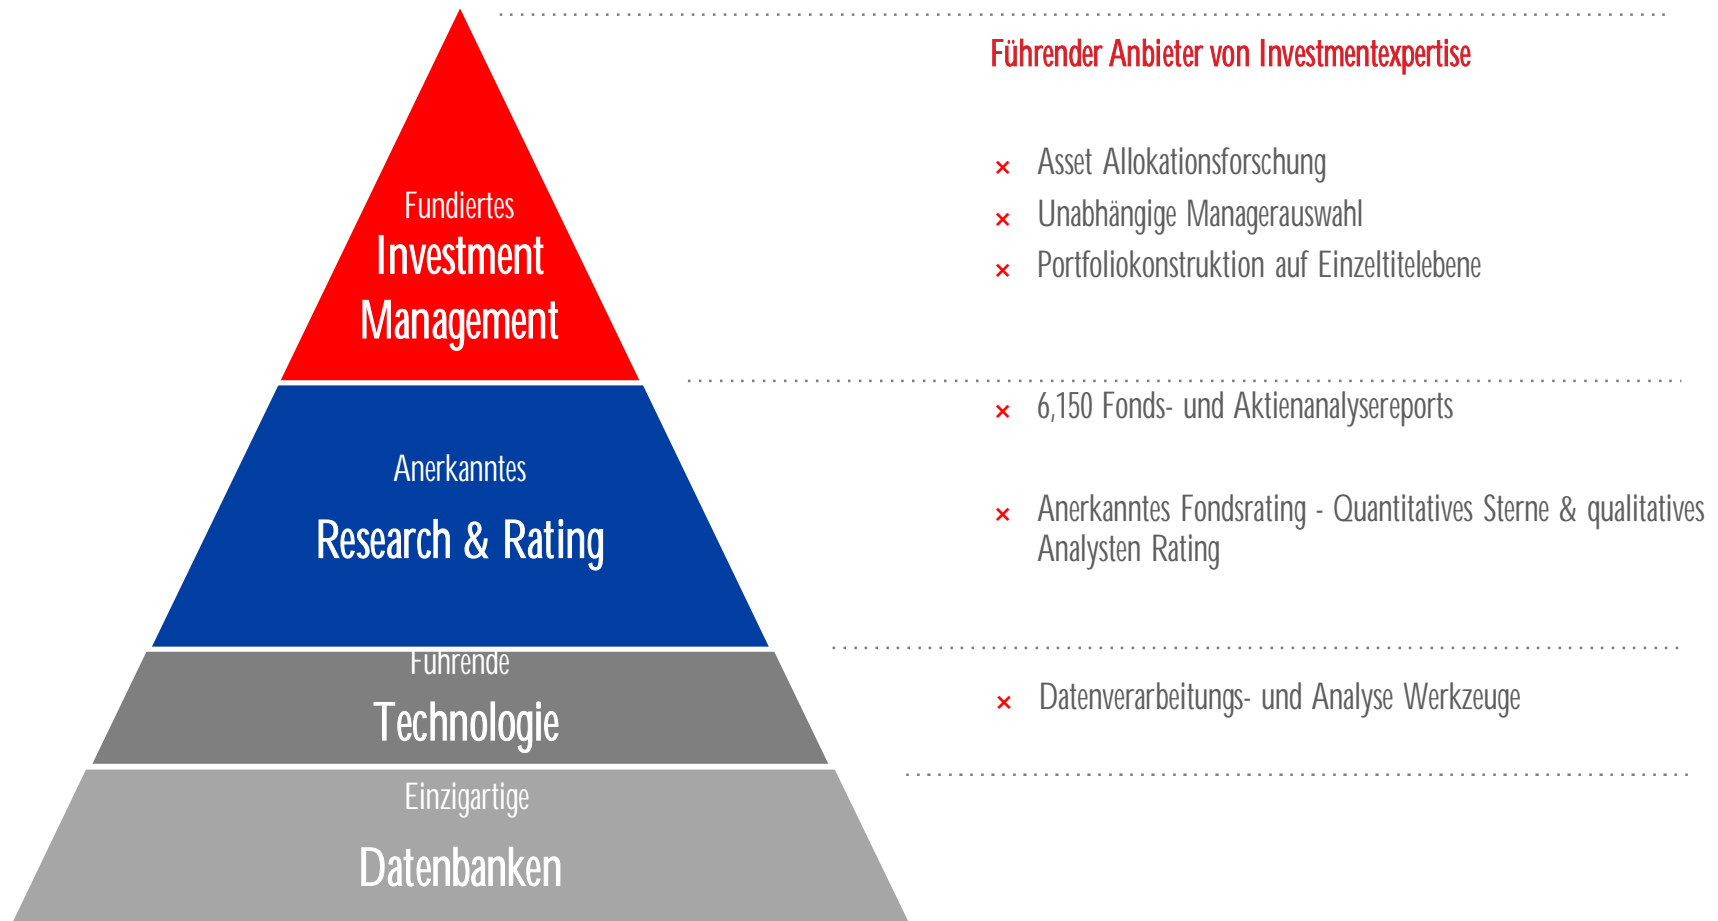 Führender Anbieter von Investmentexpertise
Fundiertes
Investment
Management
× Asset Allokationsforschung
× Unabhängige Managerauswahl
× Portfoliokonstruktion auf Einzeltitelebene
Anerkanntes
Research & Rating
× 6,150 Fonds- und Aktienanalysereports
× Anerkanntes Fondsrating - Quantitatives Sterne & qualitatives
Analysten Rating
Führende
Technologie
× Datenverarbeitungs- und Analyse Werkzeuge
Einzigartige
Datenbanken